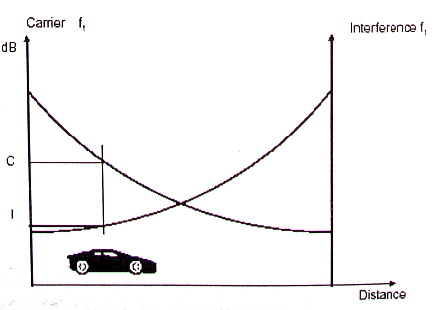 Carrier f₁
Interference f₁
dB
C
I
Distance